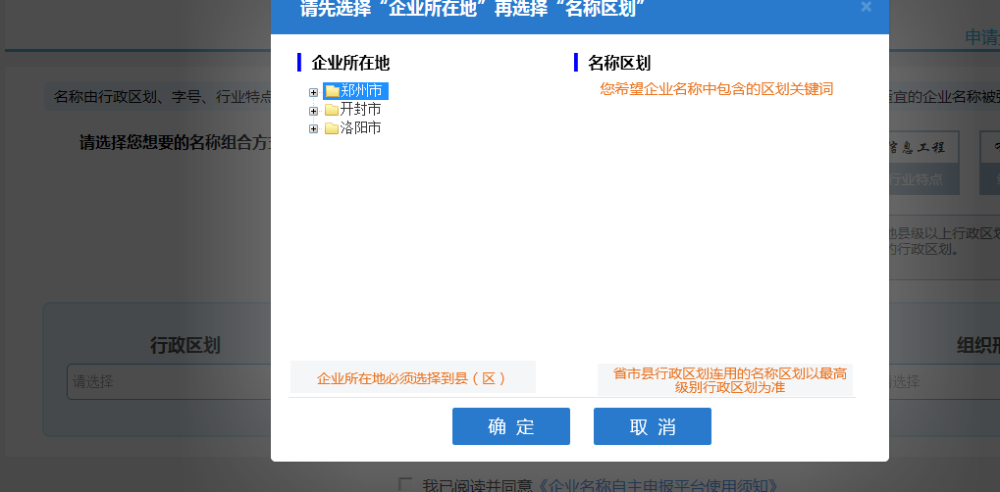 请先选择“企业所在地”再选择“名称区划”
×
申请
企业所在地
名称区划
您希望企业名称中包含的区划关键词
郑州市
开封市
洛阳市
名称由行政区划、字号、行业特点
宜的企业名称被
请选择您想要的名称组合方
信息工程
行业特点
地县级以上行政区划
的行政区划。
行政区划
组织形
请选择
请选择
企业所在地必须选择到县（区）
省市县行政区划连用的名称区划以最高
级别行政区划为准
确 定
取 消
我已阅读并同意《企业名称自主申报平台使用须知》